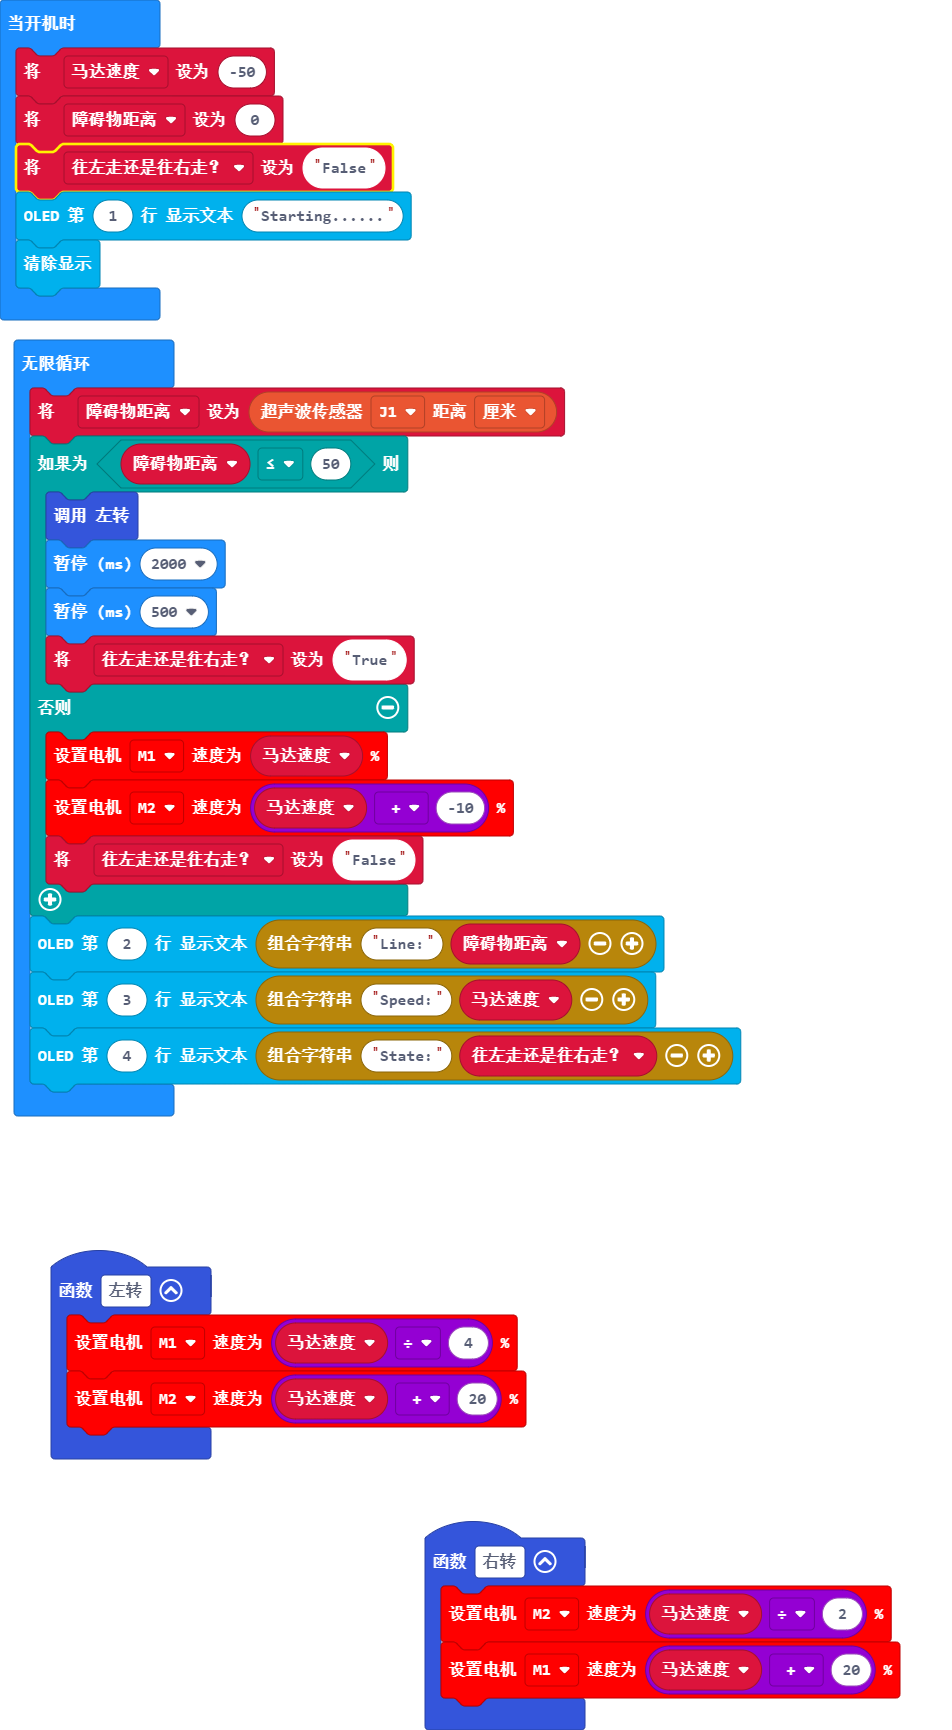 当开机时
将 马达速度 设为 -50
将 障碍物距离 设为 0
将 往左走还是往右走? 设为 "False"
OLED 第 1 行 显示文本 "Starting......"
清除显示
无限循环
将 障碍物距离 设为 超声波传感器 J1 距离 厘米
如果为 障碍物距离 ≤ 50 则
调用 左转
暂停 (ms) 2000
暂停 (ms) 500
将 往左走还是往右走? 设为 "True"
否则
设置电机 M1 速度为 马达速度 %
设置电机 M2 速度为 马达速度 + -10 %
将 往左走还是往右走? 设为 "False"
OLED 第 2 行 显示文本 组合字符串 "Line:" 障碍物距离
OLED 第 3 行 显示文本 组合字符串 "Speed:" 马达速度
OLED 第 4 行 显示文本 组合字符串 "State:" 往左走还是往右走?
函数 左转
设置电机 M1 速度为 马达速度 ÷ 4 %
设置电机 M2 速度为 马达速度 + 20 %
函数 右转
设置电机 M2 速度为 马达速度 ÷ 2 %
设置电机 M1 速度为 马达速度 + 20 %